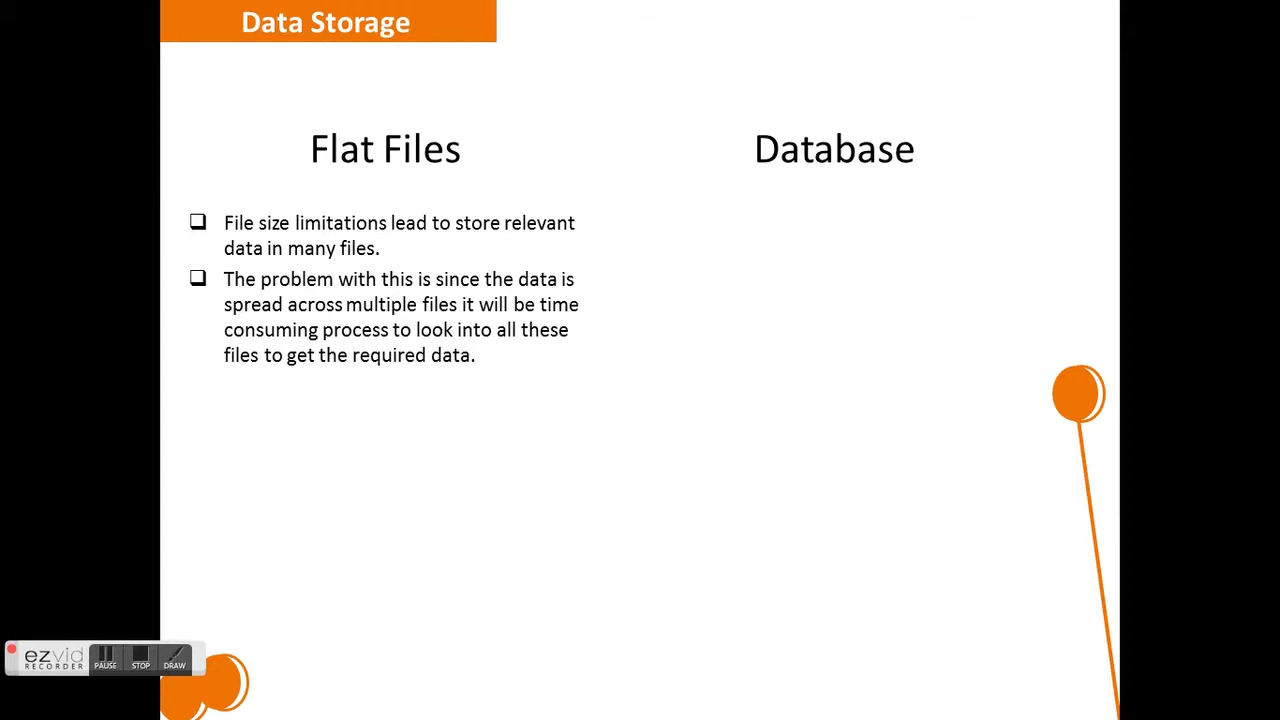 Data Storage
Flat Files
Database
File size limitations lead to store relevant
data in many files.
The problem with this is since the data is
spread across multiple files it will be time
consuming process to look into all these
files to get the required data.
ezvid
RECORDER
PAUSE
STOP
DRAW